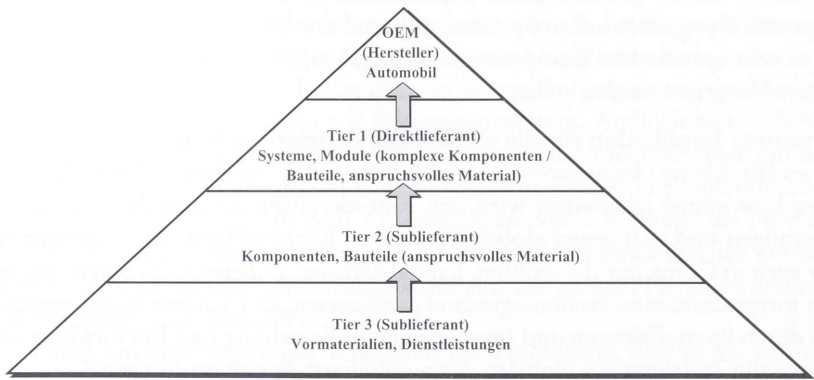 OEM
(Hersteller)
Automobil
Tier 1 (Direktlieferant)
Systeme, Module (komplexe Komponenten /
Bauteile, anspruchsvolles Material)
Tier 2 (Sublieferant)
Komponenten, Bauteile (anspruchsvolles Material)
Tier 3 (Sublieferant)
Vormaterialien, Dienstleistungen